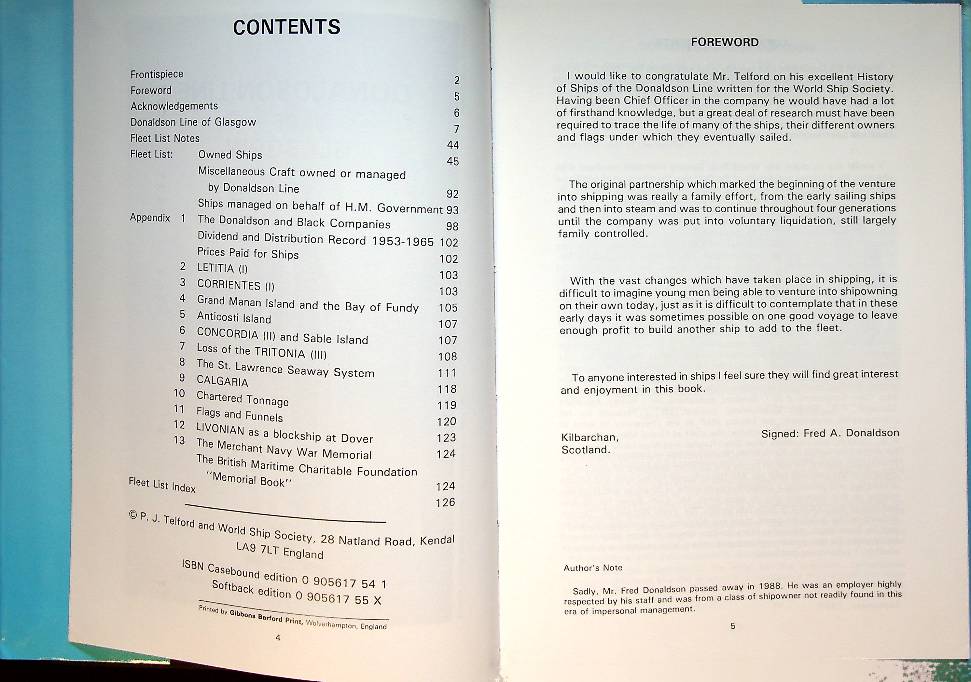 CONTENTS
Frontispiece 2
Foreword 5
Acknowledgements 6
Donaldson Line of Glasgow 7
Fleet List Notes 44
Fleet List: Owned Ships 45
Miscellaneous Craft owned or managed
by Donaldson Line 92
Ships managed on behalf of H.M. Government 93
Appendix 1 The Donaldson and Black Companies 98
Dividend and Distribution Record 1953-1965 102
Prices Paid for Ships 102
2 LETITIA (I) 103
3 CORRIENTES (I) 103
4 Grand Manan Island and the Bay of Fundy 105
5 Anticosti Island 107
6 CONCORDIA (II) and Sable Island 107
7 Loss of the TRITONIA (III) 108
8 The St. Lawrence Seaway System 111
9 CALGARIA 118
10 Chartered Tonnage 119
11 Flags and Funnels 120
12 LIVONIAN as a blockship at Dover 123
13 The Merchant Navy War Memorial 124
The British Maritime Charitable Foundation
"Memorial Book" 124
Fleet List Index 126
© P. J. Telford and World Ship Society, 28 Natland Road, Kendal
LA9 7LT England
ISBN Casebound edition 0 905617 54 1
Softback edition 0 905617 55 X
Printed by Gibbons Barford Print, Wolverhampton, England
4
FOREWORD
I would like to congratulate Mr. Telford on his excellent History
of Ships of the Donaldson Line written for the World Ship Society.
Having been Chief Officer in the company he would have had a lot
of firsthand knowledge, but a great deal of research must have been
required to trace the life of many of the ships, their different owners
and flags under which they eventually sailed.
The original partnership which marked the beginning of the venture
into shipping was really a family effort, from the early sailing ships
and then into steam and was to continue throughout four generations
until the company was put into voluntary liquidation, still largely
family controlled.
With the vast changes which have taken place in shipping, it is
difficult to imagine young men being able to venture into shipowning
on their own today, just as it is difficult to contemplate that in these
early days it was sometimes possible on one good voyage to leave
enough profit to build another ship to add to the fleet.
To anyone interested in ships I feel sure they will find great interest
and enjoyment in this book.
Kilbarchan, Signed: Fred A. Donaldson
Scotland.
Author's Note
Sadly, Mr. Fred Donaldson passed away in 1988. He was an employer highly
respected by his staff and was from a class of shipowner not readily found in this
era of impersonal management.
5